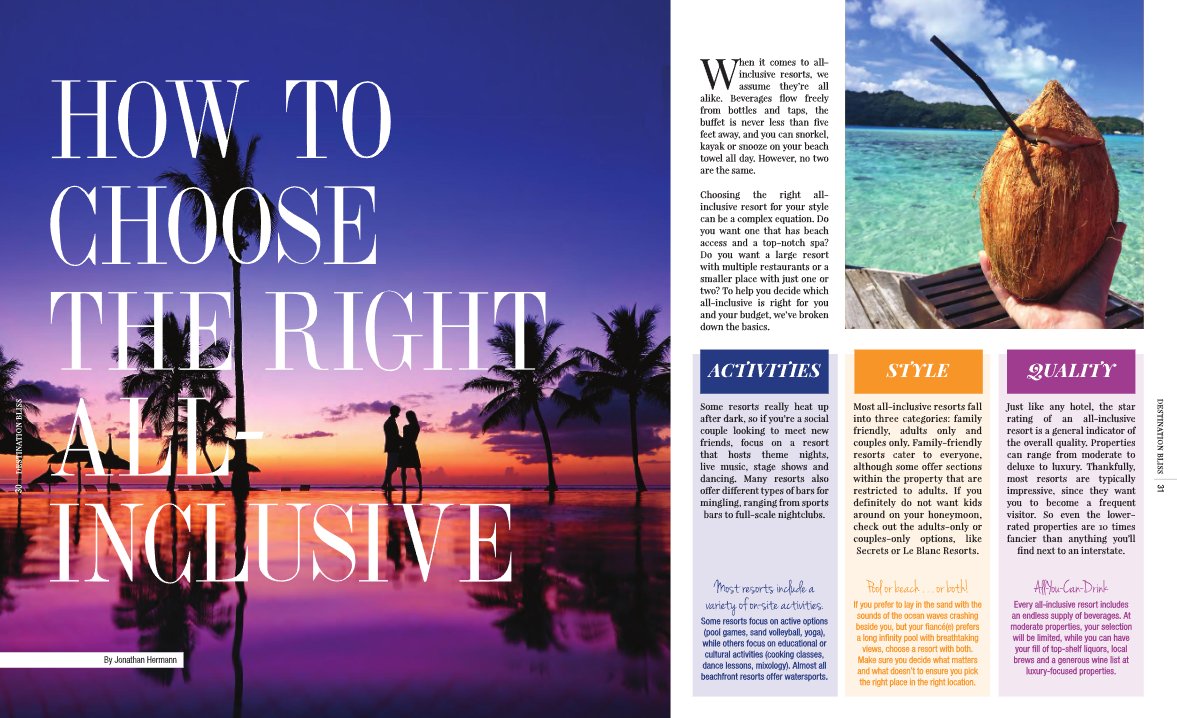 HOW TO
CHOOSE
THE RIGHT
ALL-
INCLUSIVE
30 DESTINATION BLISS
By Jonathan Hermann
When it comes to all-
inclusive resorts, we
assume they're all
alike. Beverages flow freely
from bottles and taps, the
buffet is never less than five
feet away, and you can snorkel,
kayak or snooze on your beach
towel all day. However, no two
are the same.
Choosing the right all-
inclusive resort for your style
can be a complex equation. Do
you want one that has beach
access and a top-notch spa?
Do you want a large resort
with multiple restaurants or a
smaller place with just one or
two? To help you decide which
all-inclusive is right for you
and your budget, we've broken
down the basics.
ACTIVITIES
Some resorts really heat up
after dark, so if you're a social
couple looking to meet new
friends, focus on a resort
that hosts theme nights,
live music, stage shows and
dancing. Many resorts also
offer different types of bars for
mingling, ranging from sports
bars to full-scale nightclubs.
Most resorts include a
variety of on-site activities.
Some resorts focus on active options
(pool games, sand volleyball, yoga),
while others focus on educational or
cultural activities (cooking classes,
dance lessons, mixology). Almost all
beachfront resorts offer watersports.
STYLE
Most all-inclusive resorts fall
into three categories: family
friendly, adults only and
couples only. Family-friendly
resorts cater to everyone,
although some offer sections
within the property that are
restricted to adults. If you
definitely do not want kids
around on your honeymoon,
check out the adults-only or
couples-only options, like
Secrets or Le Blanc Resorts.
Pool or beach . . . or both!
If you prefer to lay in the sand with the
sounds of the ocean waves crashing
beside you, but your fiancé(e) prefers
a long infinity pool with breathtaking
views, choose a resort with both.
Make sure you decide what matters
and what doesn't to ensure you pick
the right place in the right location.
QUALITY
Just like any hotel, the star
rating of an all-inclusive
resort is a general indicator of
the overall quality. Properties
can range from moderate to
deluxe to luxury. Thankfully,
most resorts are typically
impressive, since they want
you to become a frequent
visitor. So even the lower-
rated properties are 10 times
fancier than anything you'll
find next to an interstate.
All-You-Can-Drink
Every all-inclusive resort includes
an endless supply of beverages. At
moderate properties, your selection
will be limited, while you can have
your fill of top-shelf liquors, local
brews and a generous wine list at
luxury-focused properties.
DESTINATION BLISS 31